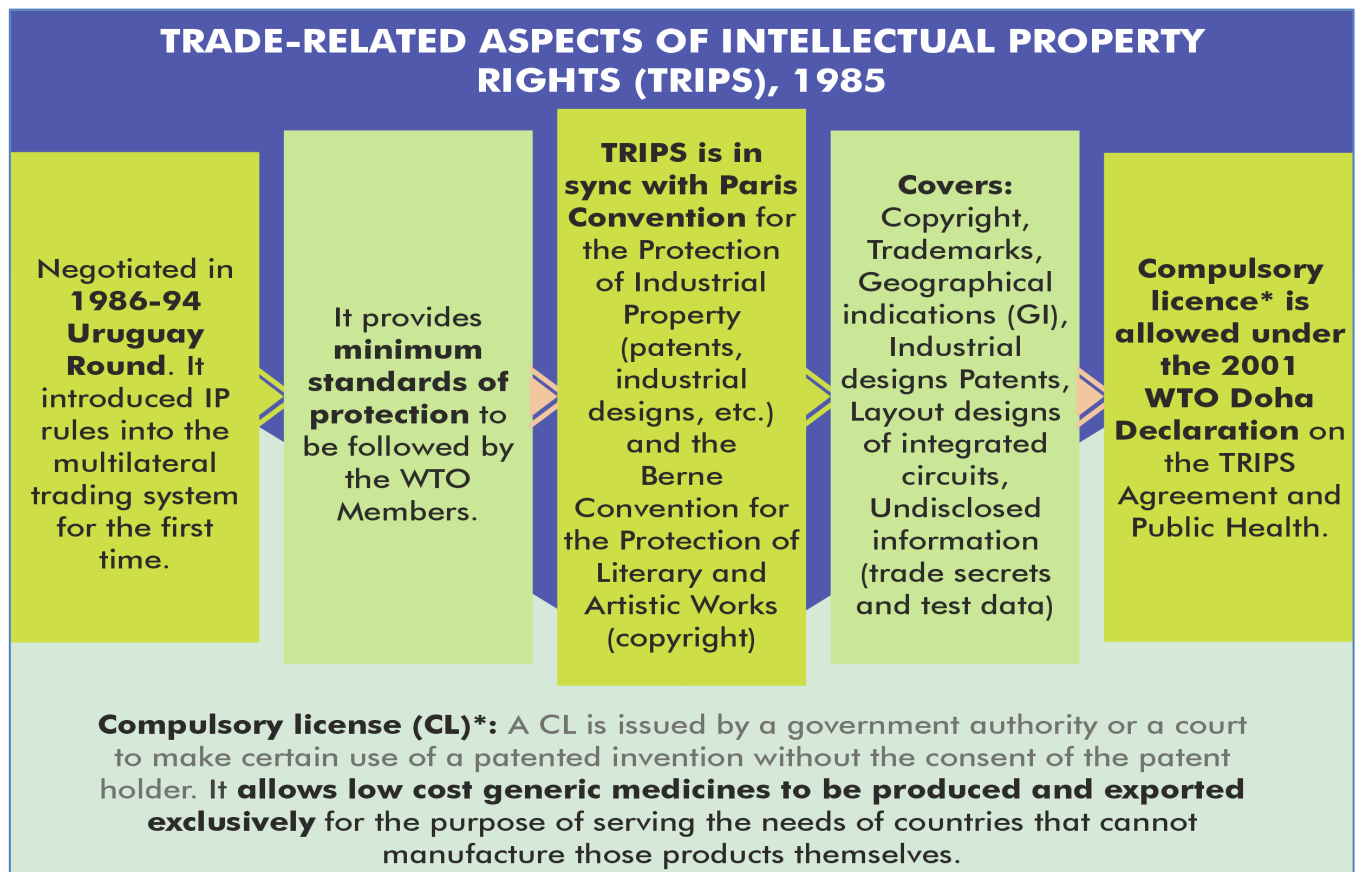 TRADE-RELATED ASPECTS OF INTELLECTUAL PROPERTY
RIGHTS (TRIPS), 1985
Negotiated in
1986-94
Uruguay
Round. It
introduced IP
rules into the
multilateral
trading system
for the first
time.
It provides
minimum
standards of
protection to
be followed by
the WTO
Members.
TRIPS is in
sync with Paris
Convention for
the Protection
of Industrial
Property
(patents,
industrial
designs, etc.)
and the
Berne
Convention for
the Protection of
Literary and
Artistic Works
(copyright)
Covers:
Copyright,
Trademarks,
Geographical
indications (GI),
Industrial
designs Patents,
Layout designs
of integrated
circuits,
Undisclosed
information
(trade secrets
and test data)
Compulsory
licence* is
allowed under
the 2001
WTO Doha
Declaration on
the TRIPS
Agreement and
Public Health.
Compulsory license (CL)*: A CL is issued by a government authority or a court
to make certain use of a patented invention without the consent of the patent
holder. It allows low cost generic medicines to be produced and exported
exclusively for the purpose of serving the needs of countries that cannot
manufacture those products themselves.